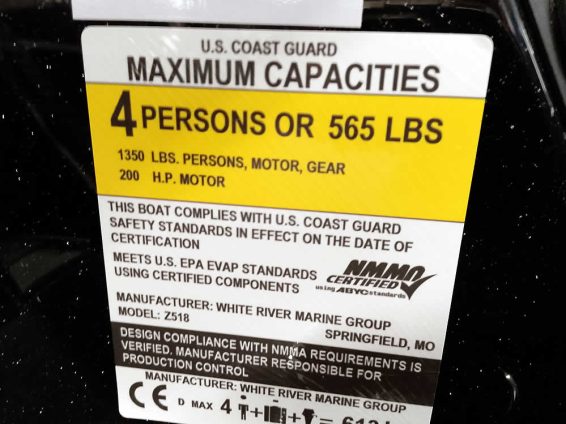 U.S. COAST GUARD
MAXIMUM CAPACITIES
4 PERSONS OR 565 LBS
1350 LBS. PERSONS, MOTOR, GEAR
200 H.P. MOTOR
THIS BOAT COMPLIES WITH U.S. COAST GUARD
SAFETY STANDARDS IN EFFECT ON THE DATE OF
CERTIFICATION
MEETS U.S. EPA EVAP STANDARDS
USING CERTIFIED COMPONENTS
NMMA
CERTIFIED
using ABYC standards
MANUFACTURER: WHITE RIVER MARINE GROUP
MODEL: Z518 SPRINGFIELD, MO
DESIGN COMPLIANCE WITH NMMA REQUIREMENTS IS
VERIFIED. MANUFACTURER RESPONSIBLE FOR
PRODUCTION CONTROL
MANUFACTURER: WHITE RIVER MARINE GROUP
CE D MAX 4 + + =